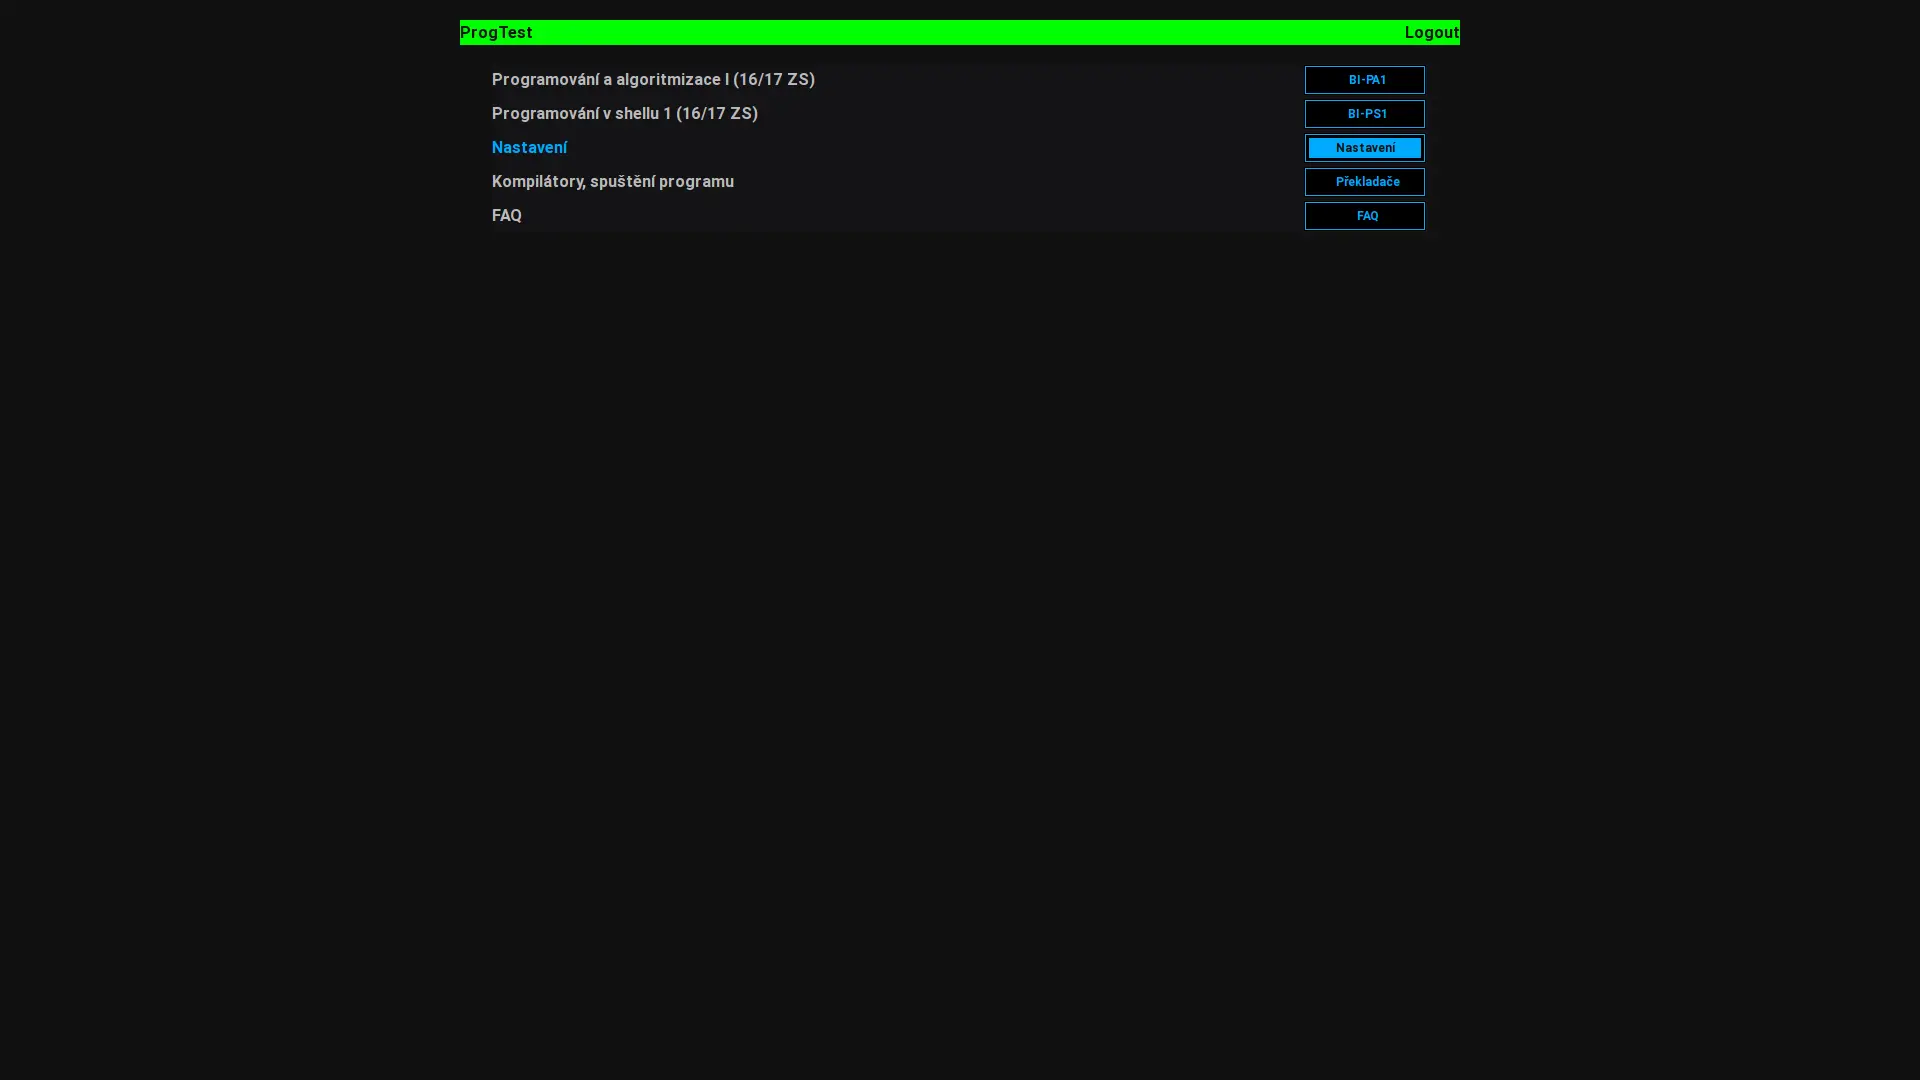 ProgTest Logout
Programování a algoritmizace I (16/17 ZS) BI-PA1
Programování v shellu 1 (16/17 ZS) BI-PS1
Nastavení Nastavení
Kompilátory, spuštění programu Překladače
FAQ FAQ